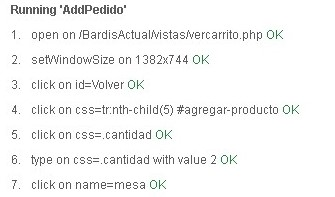 Running 'AddPedido'
1. open on /BardisActual/vistas/vercarrito.php OK
2. setWindowSize on 1382x744 OK
3. click on id=Volver OK
4. click on css=tr:nth-child(5) #agregar-producto OK
5. click on css=.cantidad OK
6. type on css=.cantidad with value 2 OK
7. click on name=mesa OK